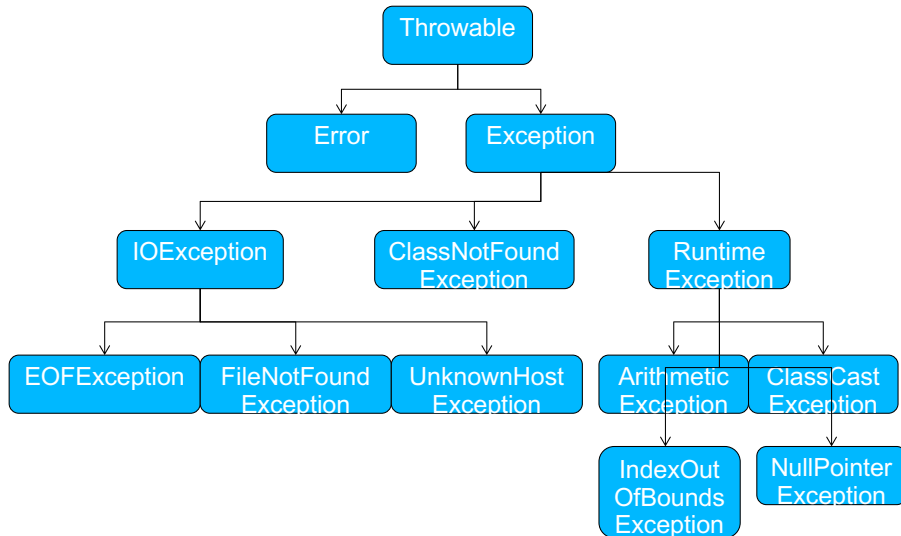 Throwable
Error
Exception
IOException
ClassNotFound
Exception
Runtime
Exception
EOFException
FileNotFound
Exception
UnknownHost
Exception
Arithmetic
Exception
ClassCast
Exception
IndexOut
OfBounds
Exception
NullPointer
Exception